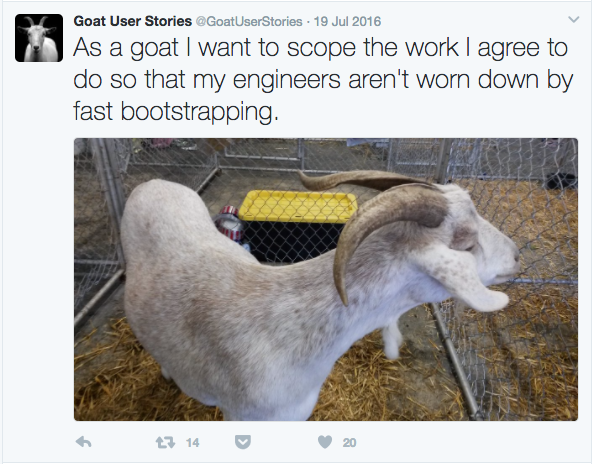 Goat User Stories @GoatUserStories · 19 Jul 2016
As a goat I want to scope the work I agree to
do so that my engineers aren't worn down by
fast bootstrapping.
14 20